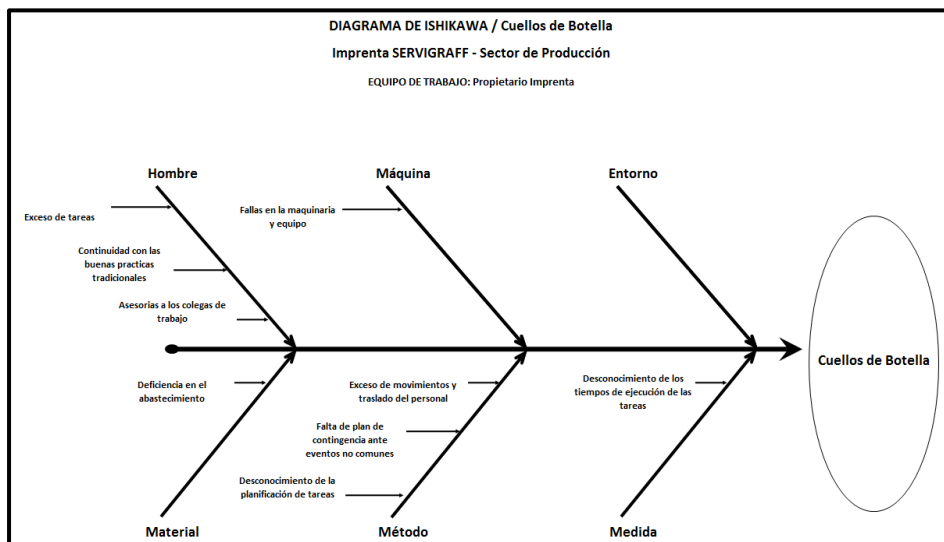 DIAGRAMA DE ISHIKAWA / Cuellos de Botella
Imprenta SERVIGRAFF - Sector de Producción
EQUIPO DE TRABAJO: Propietario Imprenta
Hombre
Máquina
Entorno
Exceso de tareas
Fallas en la maquinaria
y equipo
Continuidad con las
buenas practicas
tradicionales
Asesorias a los colegas de
trabajo
Cuellos de Botella
Deficiencia en el
abastecimiento
Exceso de movimientos y
traslado del personal
Desconocimiento de los
tiempos de ejecución de las
tareas
Falta de plan de
contingencia ante
eventos no comunes
Desconocimiento de la
planificación de tareas
Material
Método
Medida